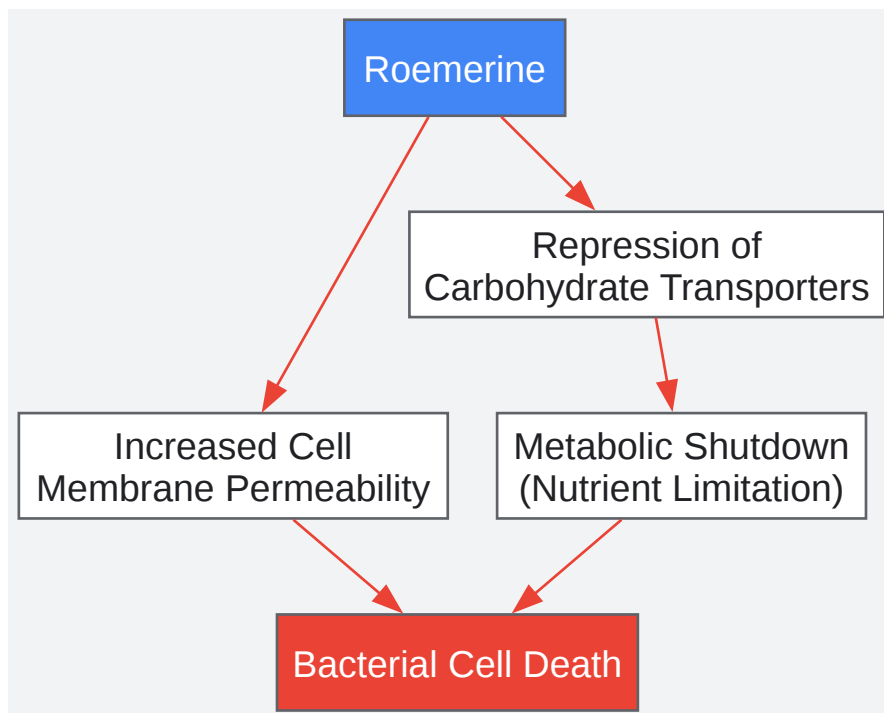 Roemerine
Repression of
Carbohydrate Transporters
Increased Cell
Membrane Permeability
Metabolic Shutdown
(Nutrient Limitation)
Bacterial Cell Death